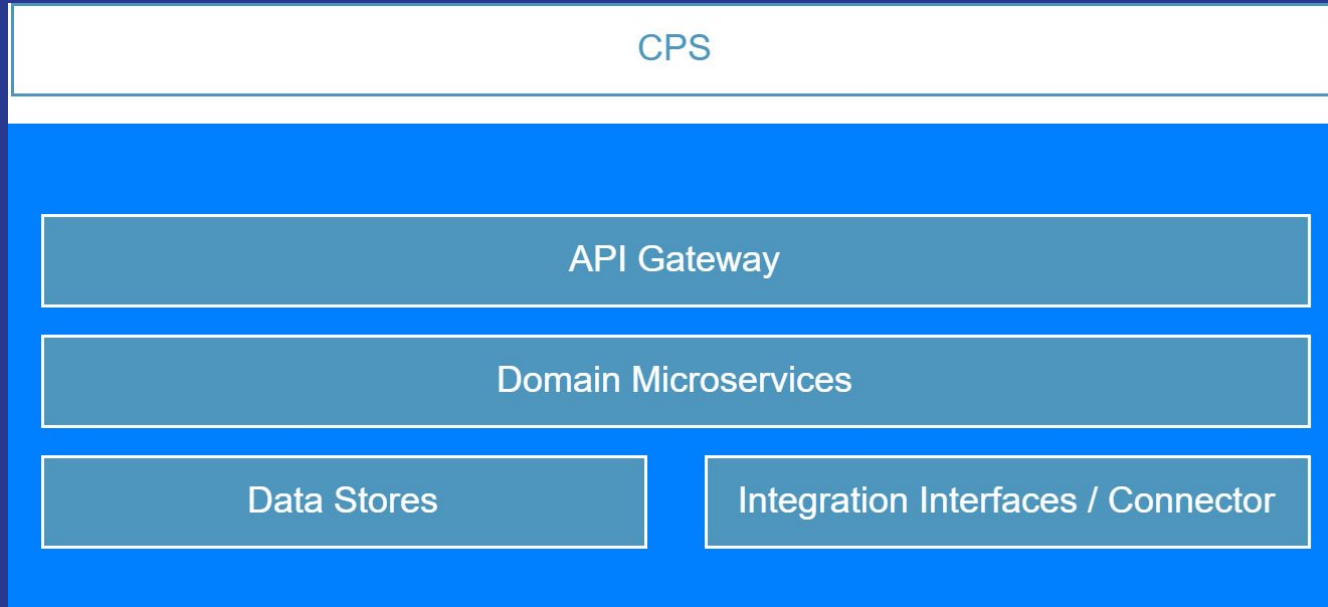 CPS
API Gateway
Domain Microservices
Data Stores
Integration Interfaces / Connector